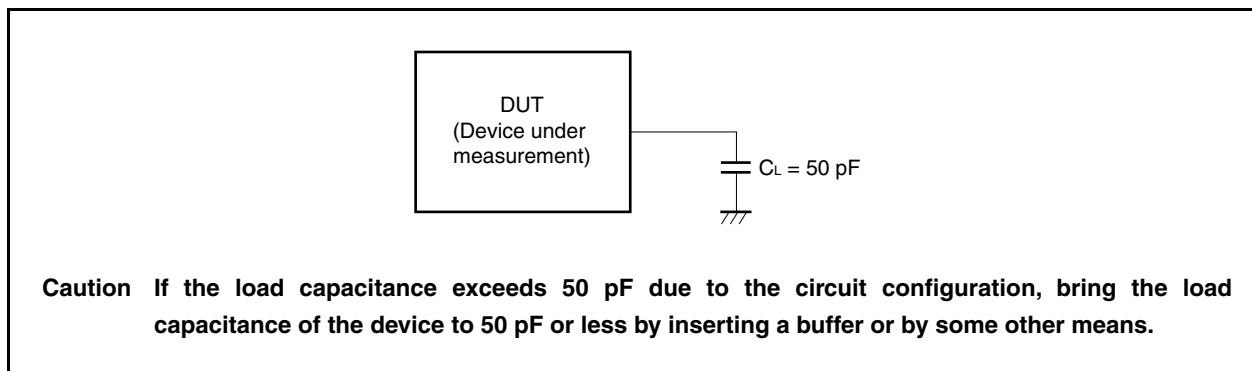 DUT
(Device under
measurement)
CL = 50 pF
Caution If the load capacitance exceeds 50 pF due to the circuit configuration, bring the load
capacitance of the device to 50 pF or less by inserting a buffer or by some other means.